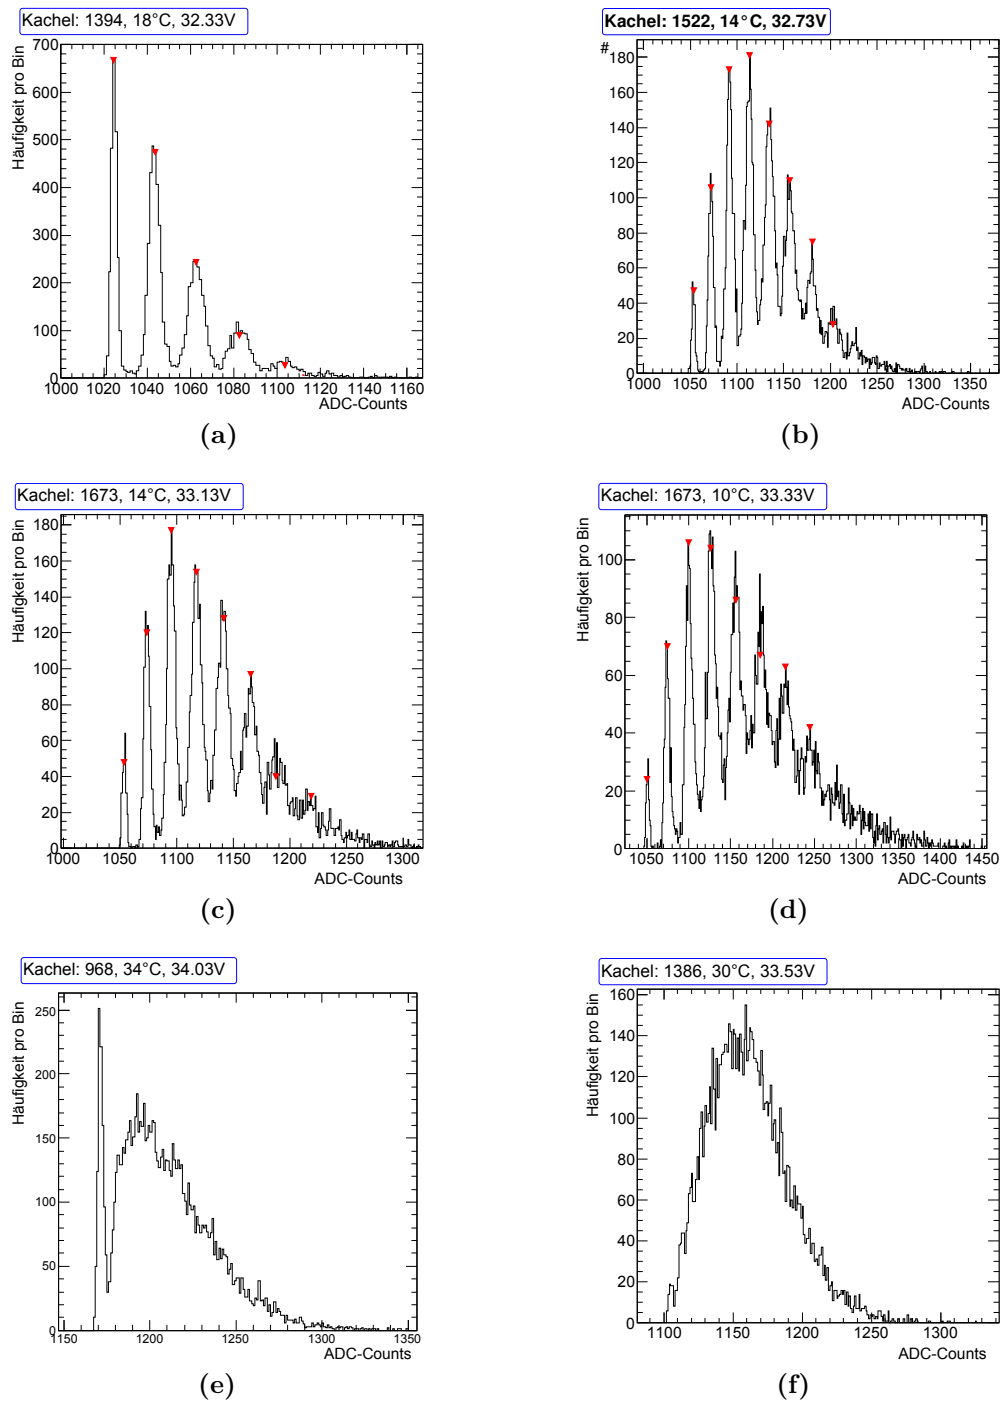 Kachel: 1394, 18°C, 32.33V
Häufigkeit pro Bin
700
600
500
400
300
200
100
0
1000 1020 1040 1060 1080 1100 1120 1140 1160
ADC-Counts
(a)
Kachel: 1522, 14°C, 32.73V
#
180
160
140
120
100
80
60
40
20
0
1000 1050 1100 1150 1200 1250 1300 1350
ADC-Counts
(b)
Kachel: 1673, 14°C, 33.13V
Häufigkeit pro Bin
180
160
140
120
100
80
60
40
20
0
1000 1050 1100 1150 1200 1250 1300
ADC-Counts
(c)
Kachel: 1673, 10°C, 33.33V
Häufigkeit pro Bin
100
80
60
40
20
0
1050 1100 1150 1200 1250 1300 1350 1400 1450
ADC-Counts
(d)
Kachel: 968, 34°C, 34.03V
Häufigkeit pro Bin
250
200
150
100
50
0
1150 1200 1250 1300 1350
ADC-Counts
(e)
Kachel: 1386, 30°C, 33.53V
Häufigkeit pro Bin
160
140
120
100
80
60
40
20
0
1100 1150 1200 1250 1300
ADC-Counts
(f)